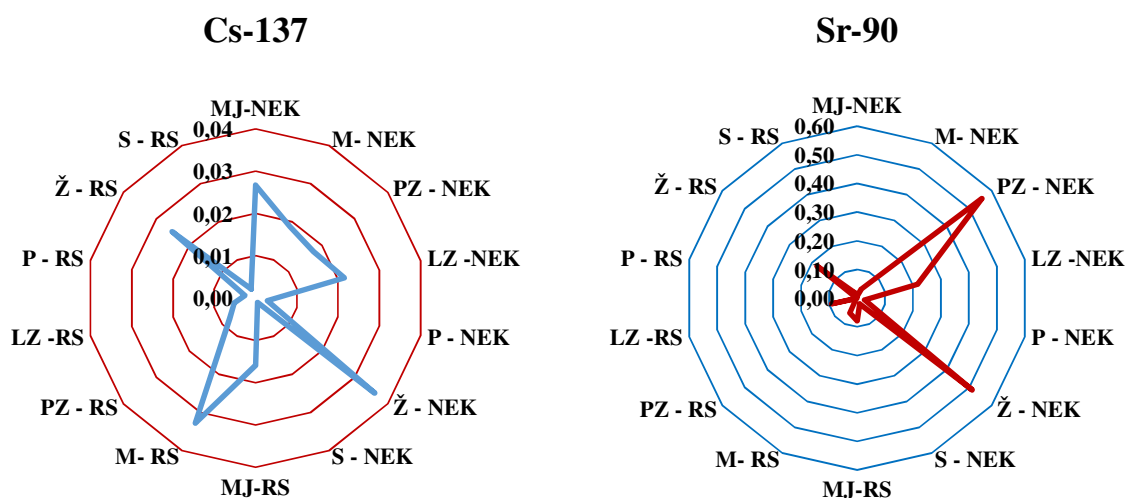 Cs-137
MJ-NEK
M- NEK
PZ - NEK
LZ -NEK
P - NEK
Ž - NEK
S - NEK
MJ-RS
M- RS
PZ - RS
LZ -RS
P - RS
Ž - RS
S - RS
0,04
0,03
0,02
0,01
0,00
Sr-90
MJ-NEK
M- NEK
PZ - NEK
LZ -NEK
P - NEK
Ž - NEK
S - NEK
MJ-RS
M- RS
PZ - RS
LZ -RS
P - RS
Ž - RS
S - RS
0,60
0,50
0,40
0,30
0,20
0,10
0,00